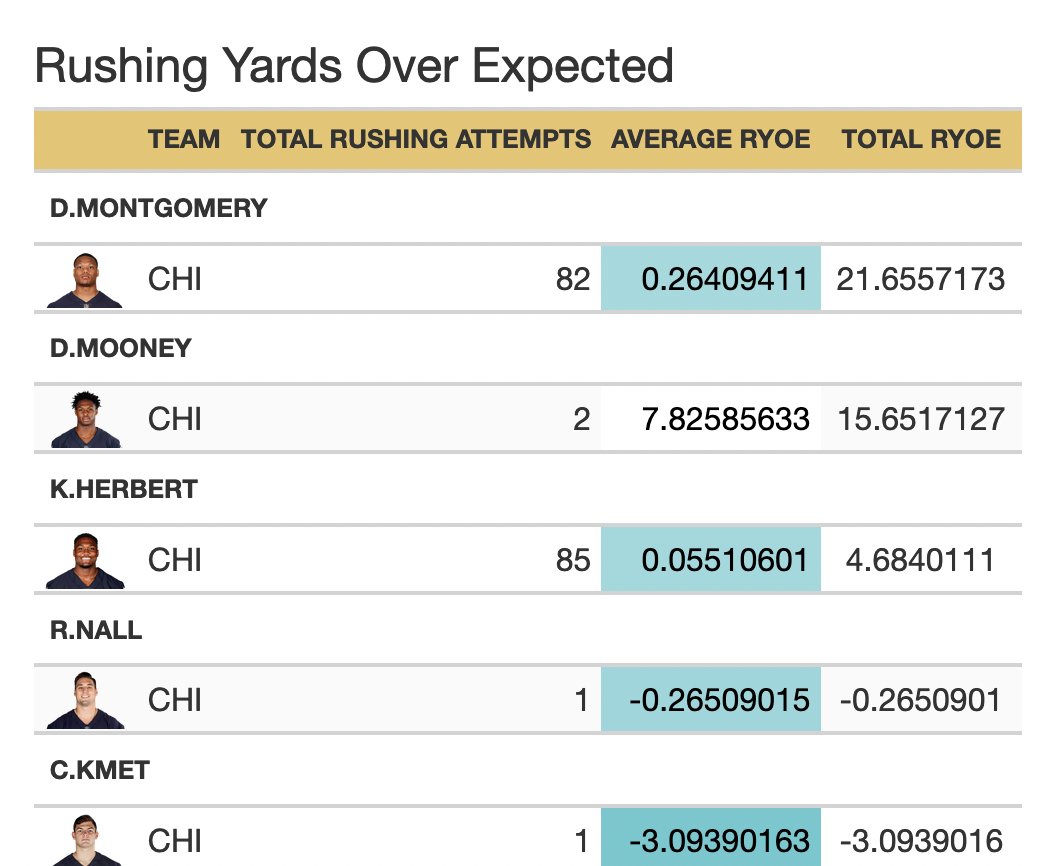 Rushing Yards Over Expected
TEAM TOTAL RUSHING ATTEMPTS AVERAGE RYOE TOTAL RYOE
D.MONTGOMERY
CHI 82 0.26409411 21.6557173
D.MOONEY
CHI 2 7.82585633 15.6517127
K.HERBERT
CHI 85 0.05510601 4.6840111
R.NALL
CHI 1 -0.26509015 -0.2650901
C.KMET
CHI 1 -3.09390163 -3.0939016